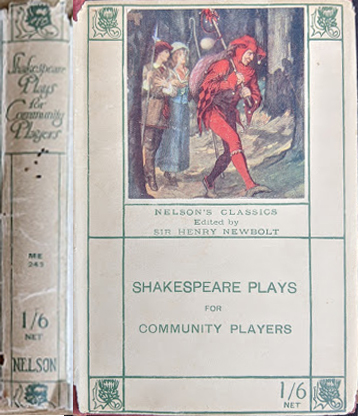 Shakespeare
Plays
for
Community
Players
ME
245
1/6
NET
NELSON
NELSON'S CLASSICS
Edited by
SIR HENRY NEWBOLT
SHAKESPEARE PLAYS
FOR
COMMUNITY PLAYERS
1/6
NET